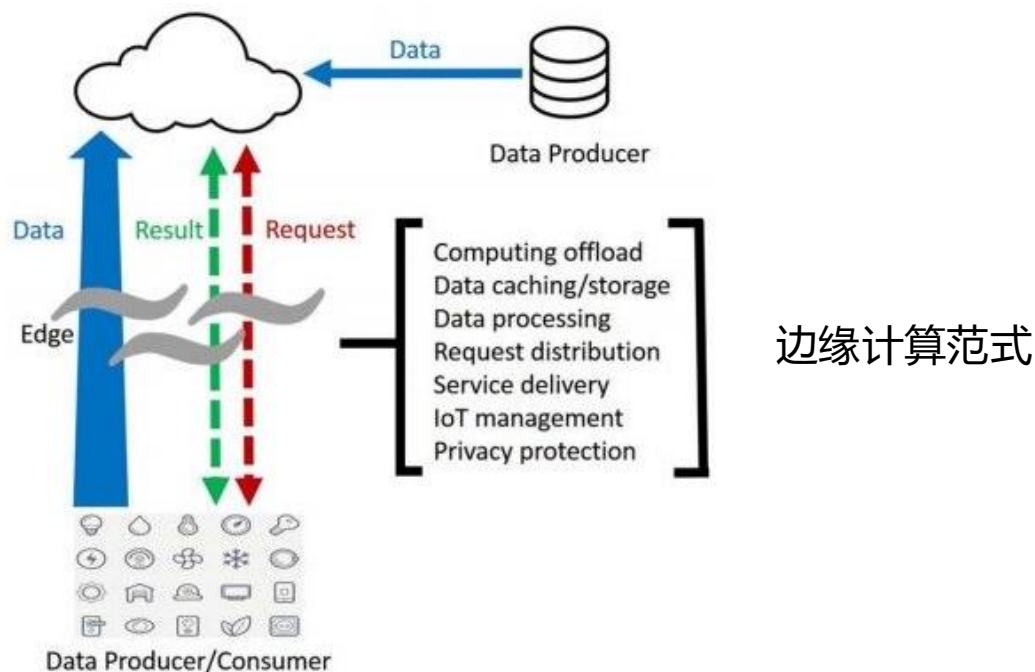 Data
Data Producer
Data
Result
Request
Edge
Computing offload
Data caching/storage
Data processing
Request distribution
Service delivery
IoT management
Privacy protection
边缘计算范式
Data Producer/Consumer